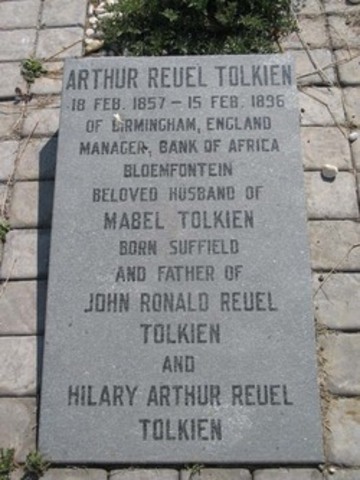 ARTHUR REUEL TOLKIEN
18 FEB. 1857 – 15 FEB. 1896
OF BIRMINGHAM, ENGLAND
MANAGER, BANK OF AFRICA
BLOEMFONTEIN
BELOVED HUSBAND OF
MABEL TOLKIEN
BORN SUFFIELD
AND FATHER OF
JOHN RONALD REUEL
TOLKIEN
AND
HILARY ARTHUR REUEL
TOLKIEN